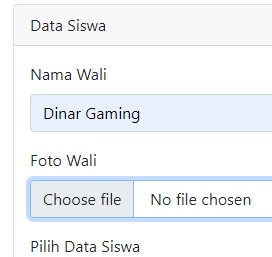 Data Siswa
Nama Wali
Dinar Gaming
Foto Wali
Choose file No file chosen
Pilih Data Siswa